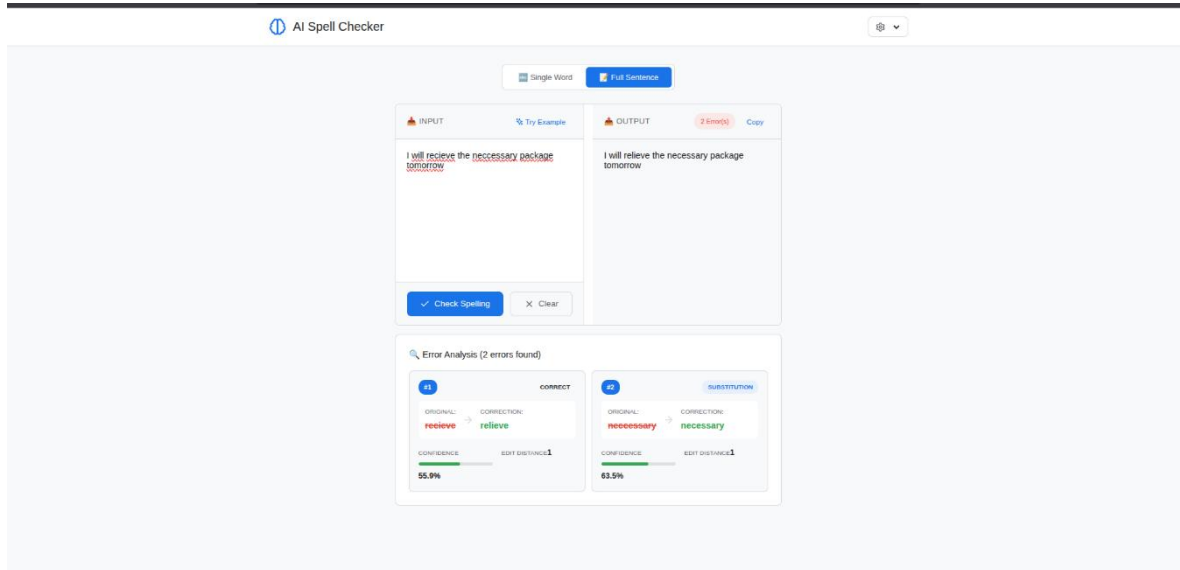 AI Spell Checker
Single Word
Full Sentence
INPUT
Try Example
I will recieve the neccessary package
tomorrow
Check Spelling
Clear
OUTPUT
2 Error(s)
Copy
I will relieve the necessary package
tomorrow
Error Analysis (2 errors found)
#1
CORRECT
ORIGINAL:
CORRECTION:
recieve
relieve
CONFIDENCE
EDIT DISTANCE 1
55.9%
#2
SUBSTITUTION
ORIGINAL:
CORRECTION:
neccessary
necessary
CONFIDENCE
EDIT DISTANCE 1
63.5%